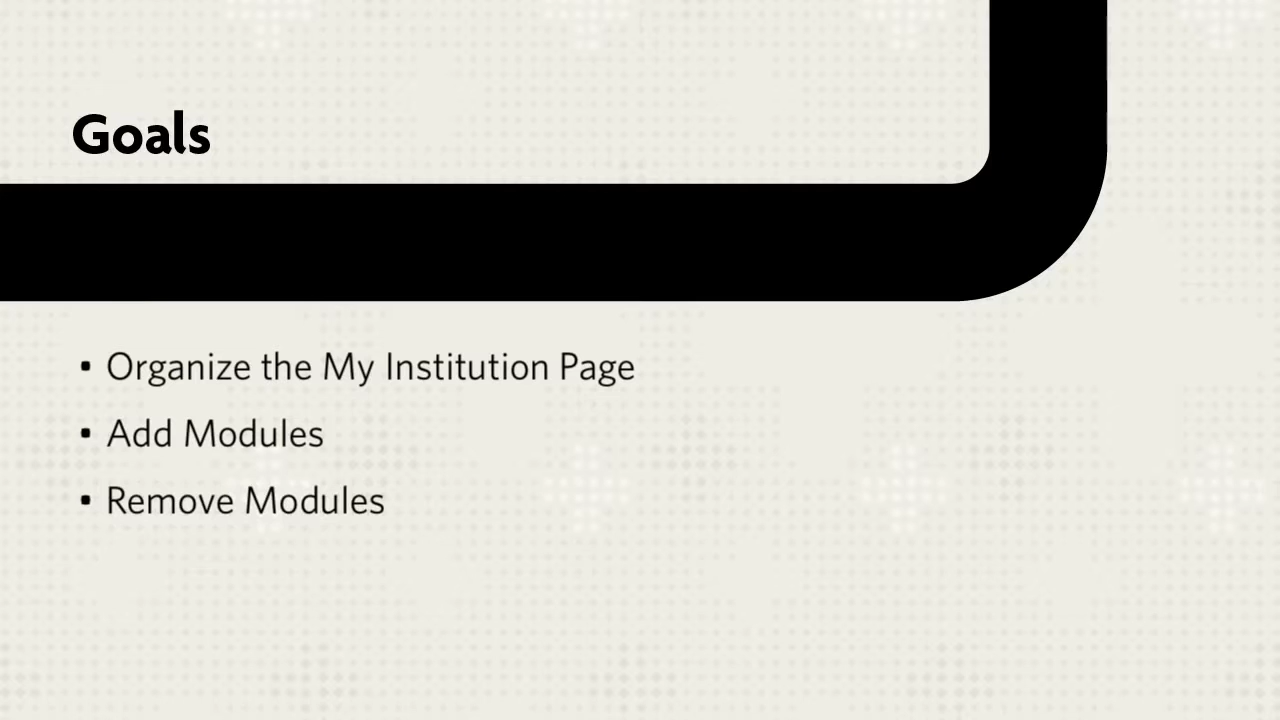 Goals
• Organize the My Institution Page
• Add Modules
• Remove Modules